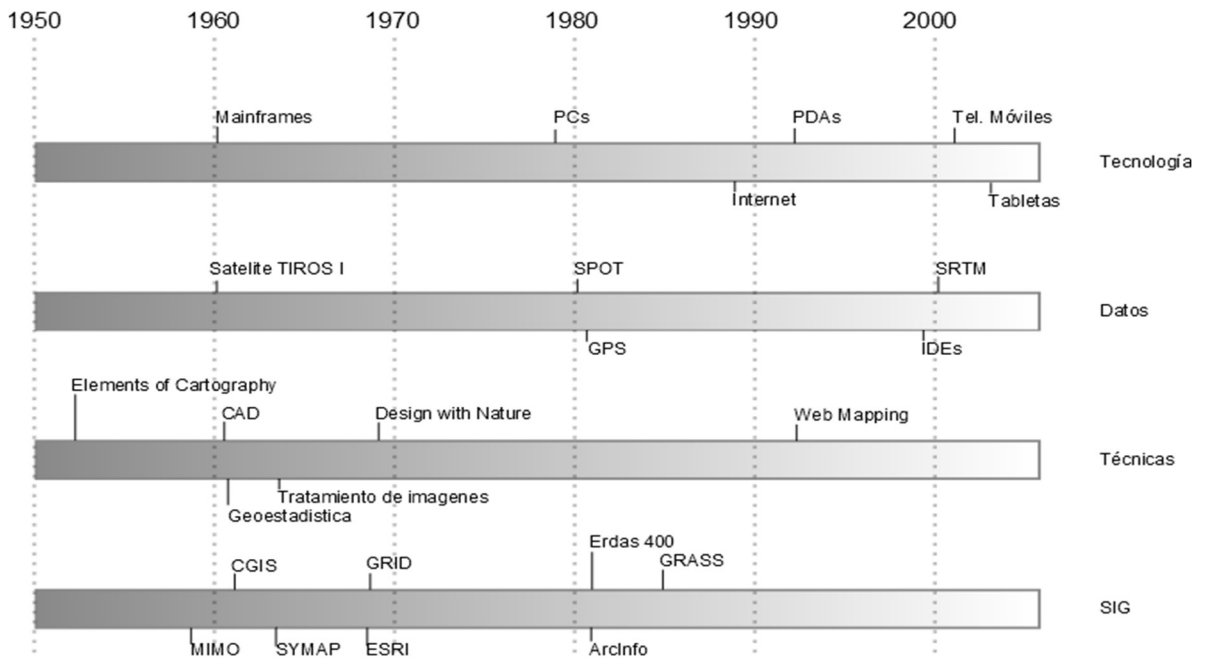 1950 1960 1970 1980 1990 2000
Mainframes PCs PDAs Tel. Móviles
Tecnología
Internet Tabletas
Satelite TIROS I SPOT SRTM
Datos
GPS IDEs
Elements of Cartography
CAD Design with Nature Web Mapping
Técnicas
Tratamiento de imagenes
Geoestadistica
Erdas 400
CGIS GRID GRASS
SIG
MIMO SYMAP ESRI ArcInfo